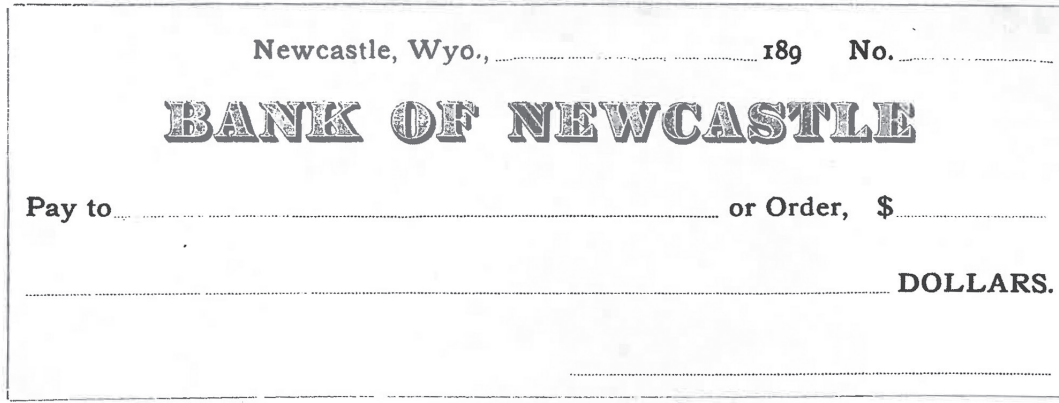 Newcastle, Wyo., 189 No.
BANK OF NEWCASTLE
Pay to or Order, $
DOLLARS.